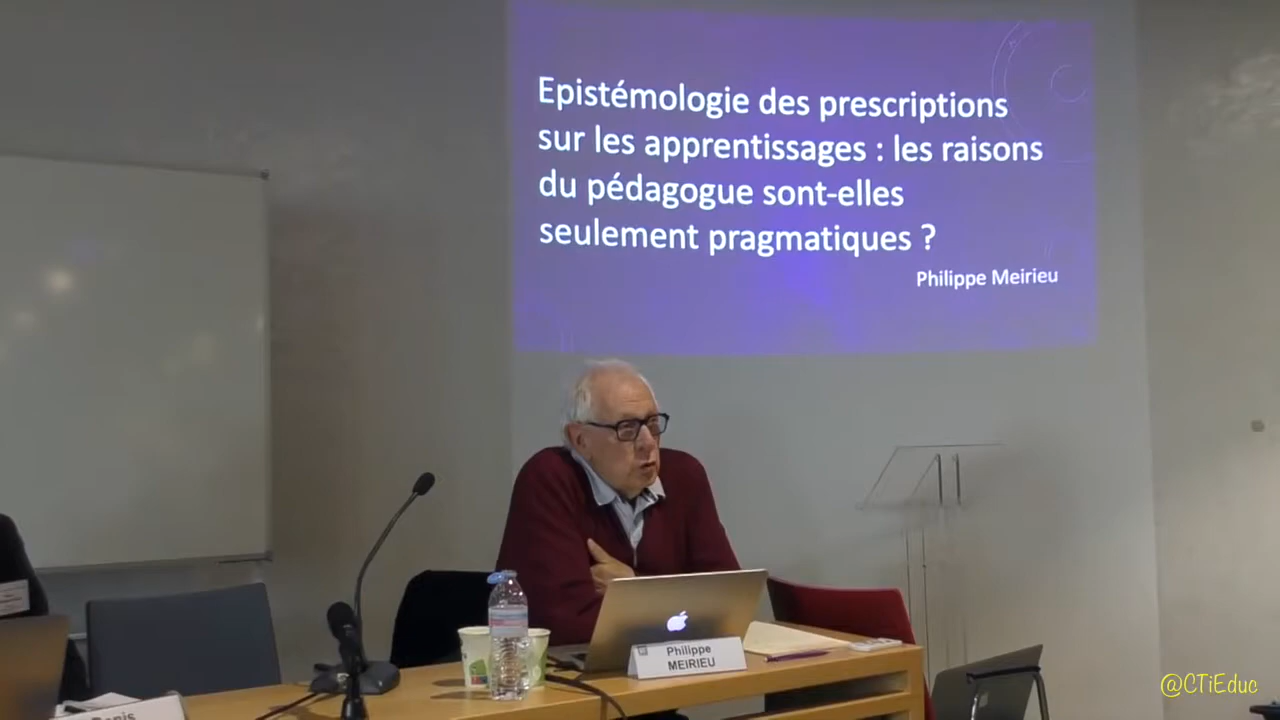 Epistémologie des prescriptions
sur les apprentissages : les raisons
du pédagogue sont-elles
seulement pragmatiques ?
Philippe Meirieu
Philippe
MEIRIEU
@CTiEduc